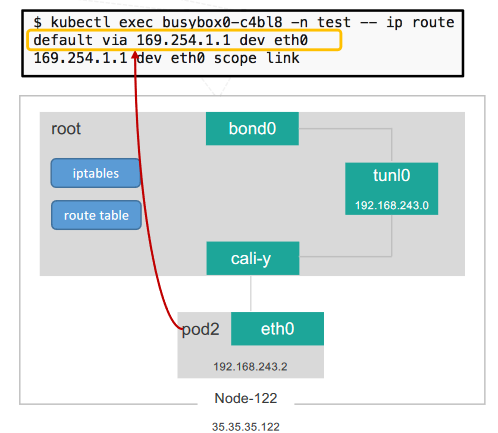 $ kubectl exec busybox0-c4bl8 -n test -- ip route
default via 169.254.1.1 dev eth0
169.254.1.1 dev eth0 scope link
root
bond0
iptables
tunl0
192.168.243.0
route table
cali-y
pod2
eth0
192.168.243.2
Node-122
35.35.35.122